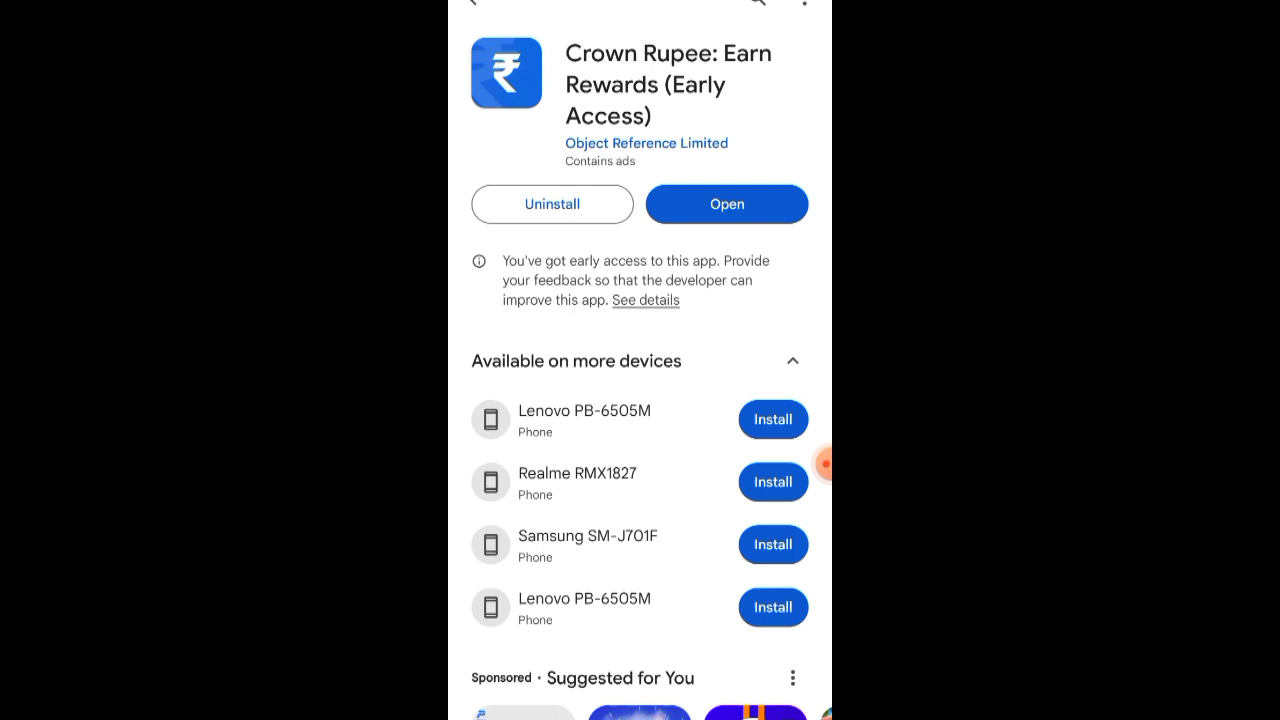 ₹
Crown Rupee: Earn
Rewards (Early
Access)
Object Reference Limited
Contains ads
Uninstall
Open
You've got early access to this app. Provide
your feedback so that the developer can
improve this app. See details
Available on more devices
Lenovo PB-6505M
Phone
Install
Realme RMX1827
Phone
Install
Samsung SM-J701F
Phone
Install
Lenovo PB-6505M
Phone
Install
Sponsored · Suggested for You